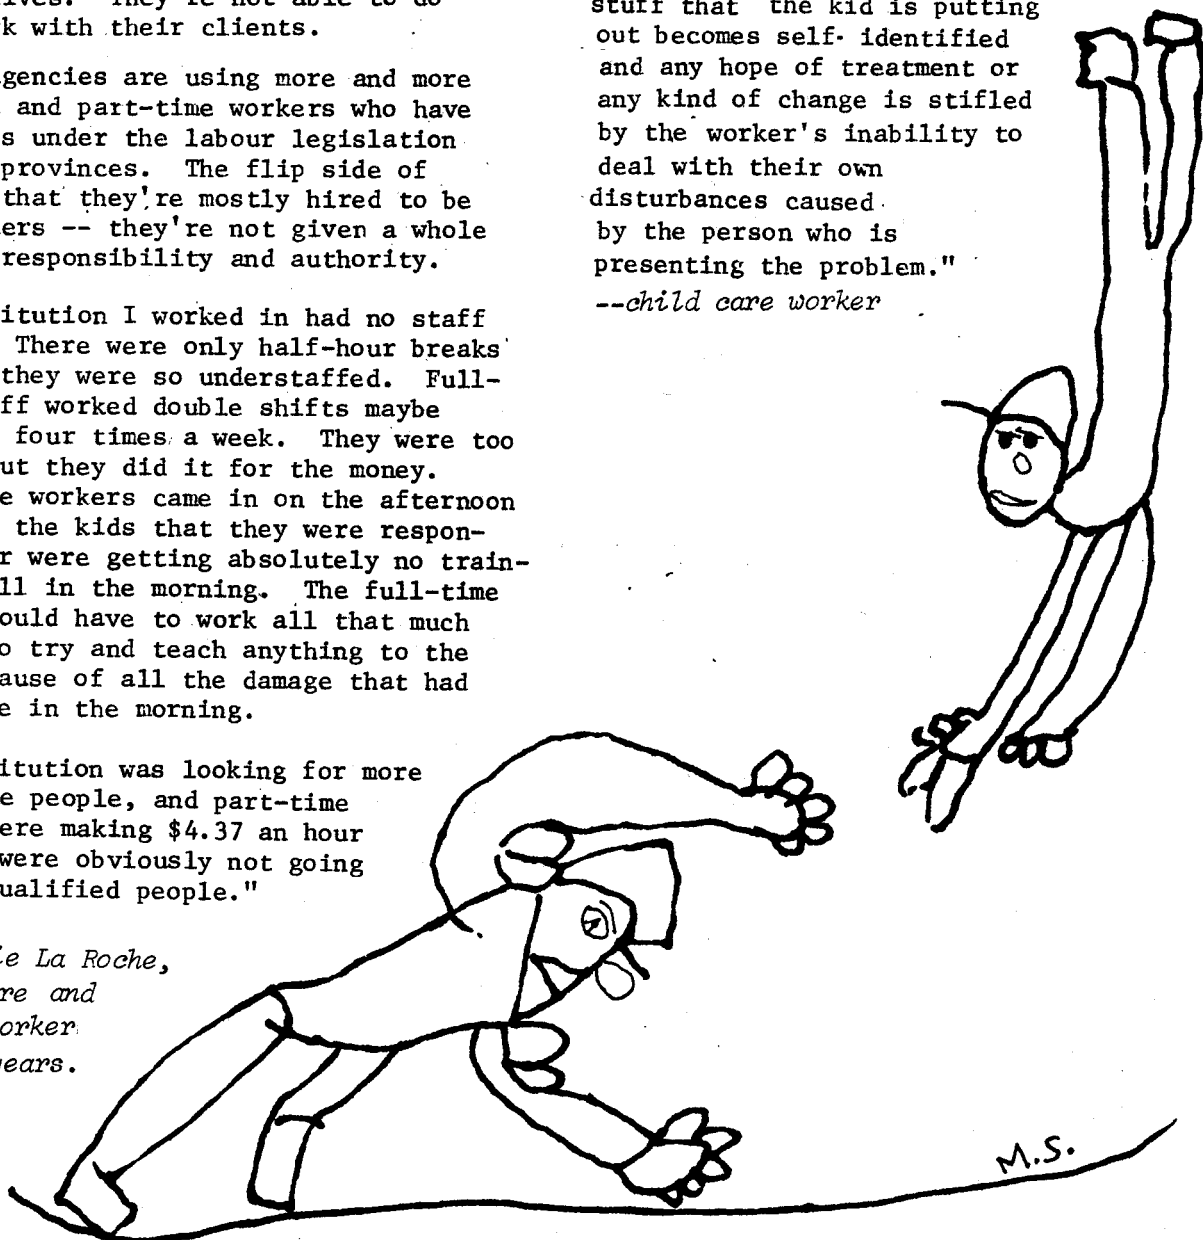 They're not able to do
k with their clients.
gencies are using more and more
and part-time workers who have
s under the labour legislation
provinces. The flip side of
that they're mostly hired to be
ers -- they're not given a whole
responsibility and authority.
itution I worked in had no staff
There were only half-hour breaks
they were so understaffed. Full-
ff worked double shifts maybe
four times a week. They were too
ut they did it for the money.
e workers came in on the afternoon
the kids that they were respon-
r were getting absolutely no train-
ll in the morning. The full-time
ould have to work all that much
o try and teach anything to the
ause of all the damage that had
e in the morning.
itution was looking for more
e people, and part-time
ere making $4.37 an hour
were obviously not going
ualified people."
le La Roche,
re and
orker
years.
stuff that the kid is putting
out becomes self- identified
and any hope of treatment or
any kind of change is stifled
by the worker's inability to
deal with their own
disturbances caused
by the person who is
presenting the problem."
--child care worker
M.S.